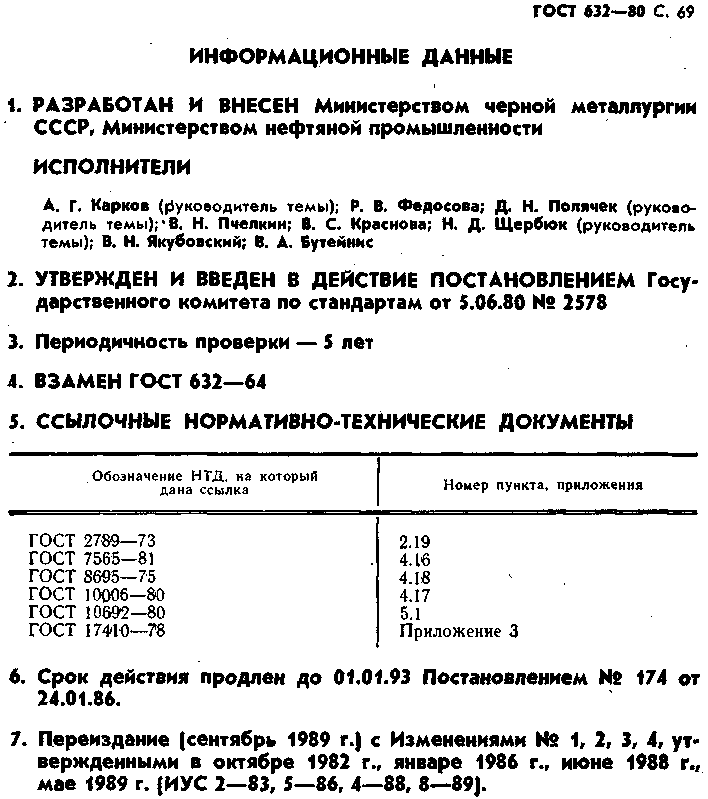 ГОСТ 632—80 С. 69
ИНФОРМАЦИОННЫЕ ДАННЫЕ
1. РАЗРАБОТАН И ВНЕСЕН Министерством черной металлургии
СССР, Министерством нефтяной промышленности
ИСПОЛНИТЕЛИ
А. Г. Карков (руководитель темы); Р. В. Федосова; Д. Н. Полячек (руково-
дитель темы); В. Н. Пчелкин; В. С. Краснова; Н. Д. Щербюк (руководитель
темы); В. Н. Якубовский; В. А. Бутейнис
2. УТВЕРЖДЕН И ВВЕДЕН В ДЕЙСТВИЕ ПОСТАНОВЛЕНИЕМ Госу-
дарственного комитета по стандартам от 5.06.80 № 2578
3. Периодичность проверки — 5 лет
4. ВЗАМЕН ГОСТ 632—64
5. ССЫЛОЧНЫЕ НОРМАТИВНО-ТЕХНИЧЕСКИЕ ДОКУМЕНТЫ
Обозначение НТД, на который
дана ссылка
Номер пункта, приложения
ГОСТ 2789—73 2.19
ГОСТ 7565—81 4.16
ГОСТ 8695—75 4.18
ГОСТ 10006—80 4.17
ГОСТ 10692—80 5.1
ГОСТ 17410—78 Приложение 3
6. Срок действия продлен до 01.01.93 Постановлением № 174 от
24.01.86.
7. Переиздание (сентябрь 1989 г.) с Изменениями № 1, 2, 3, 4, ут-
вержденными в октябре 1982 г., январе 1986 г., июне 1988 г.,
мае 1989 г. (ИУС 2—83, 5—86, 4—88, 8—89).